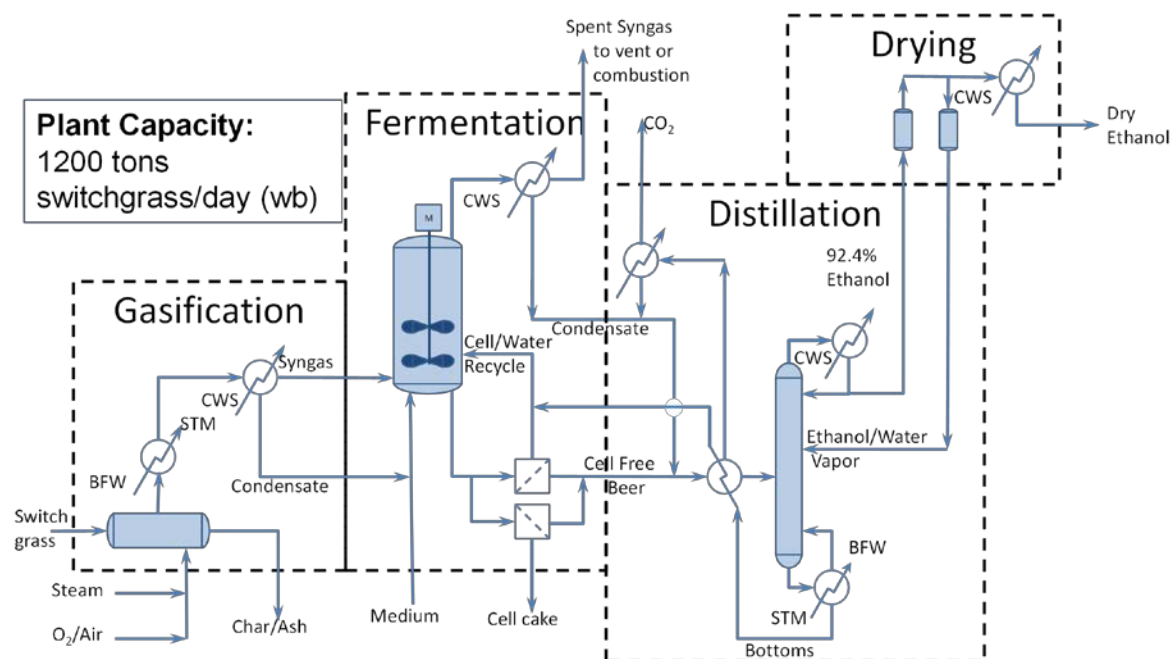 Plant Capacity:
1200 tons
switchgrass/day (wb)
Gasification
Switch
grass
Steam
O₂/Air
Char/Ash
BFW
STM
CWS
Syngas
Condensate
Fermentation
M
CWS
Spent Syngas
to vent or
combustion
Cell/Water
Recycle
Condensate
Medium
Cell cake
Cell Free
Beer
CO₂
Distillation
92.4%
Ethanol
CWS
Ethanol/Water
Vapor
BFW
STM
Bottoms
Drying
CWS
Dry
Ethanol